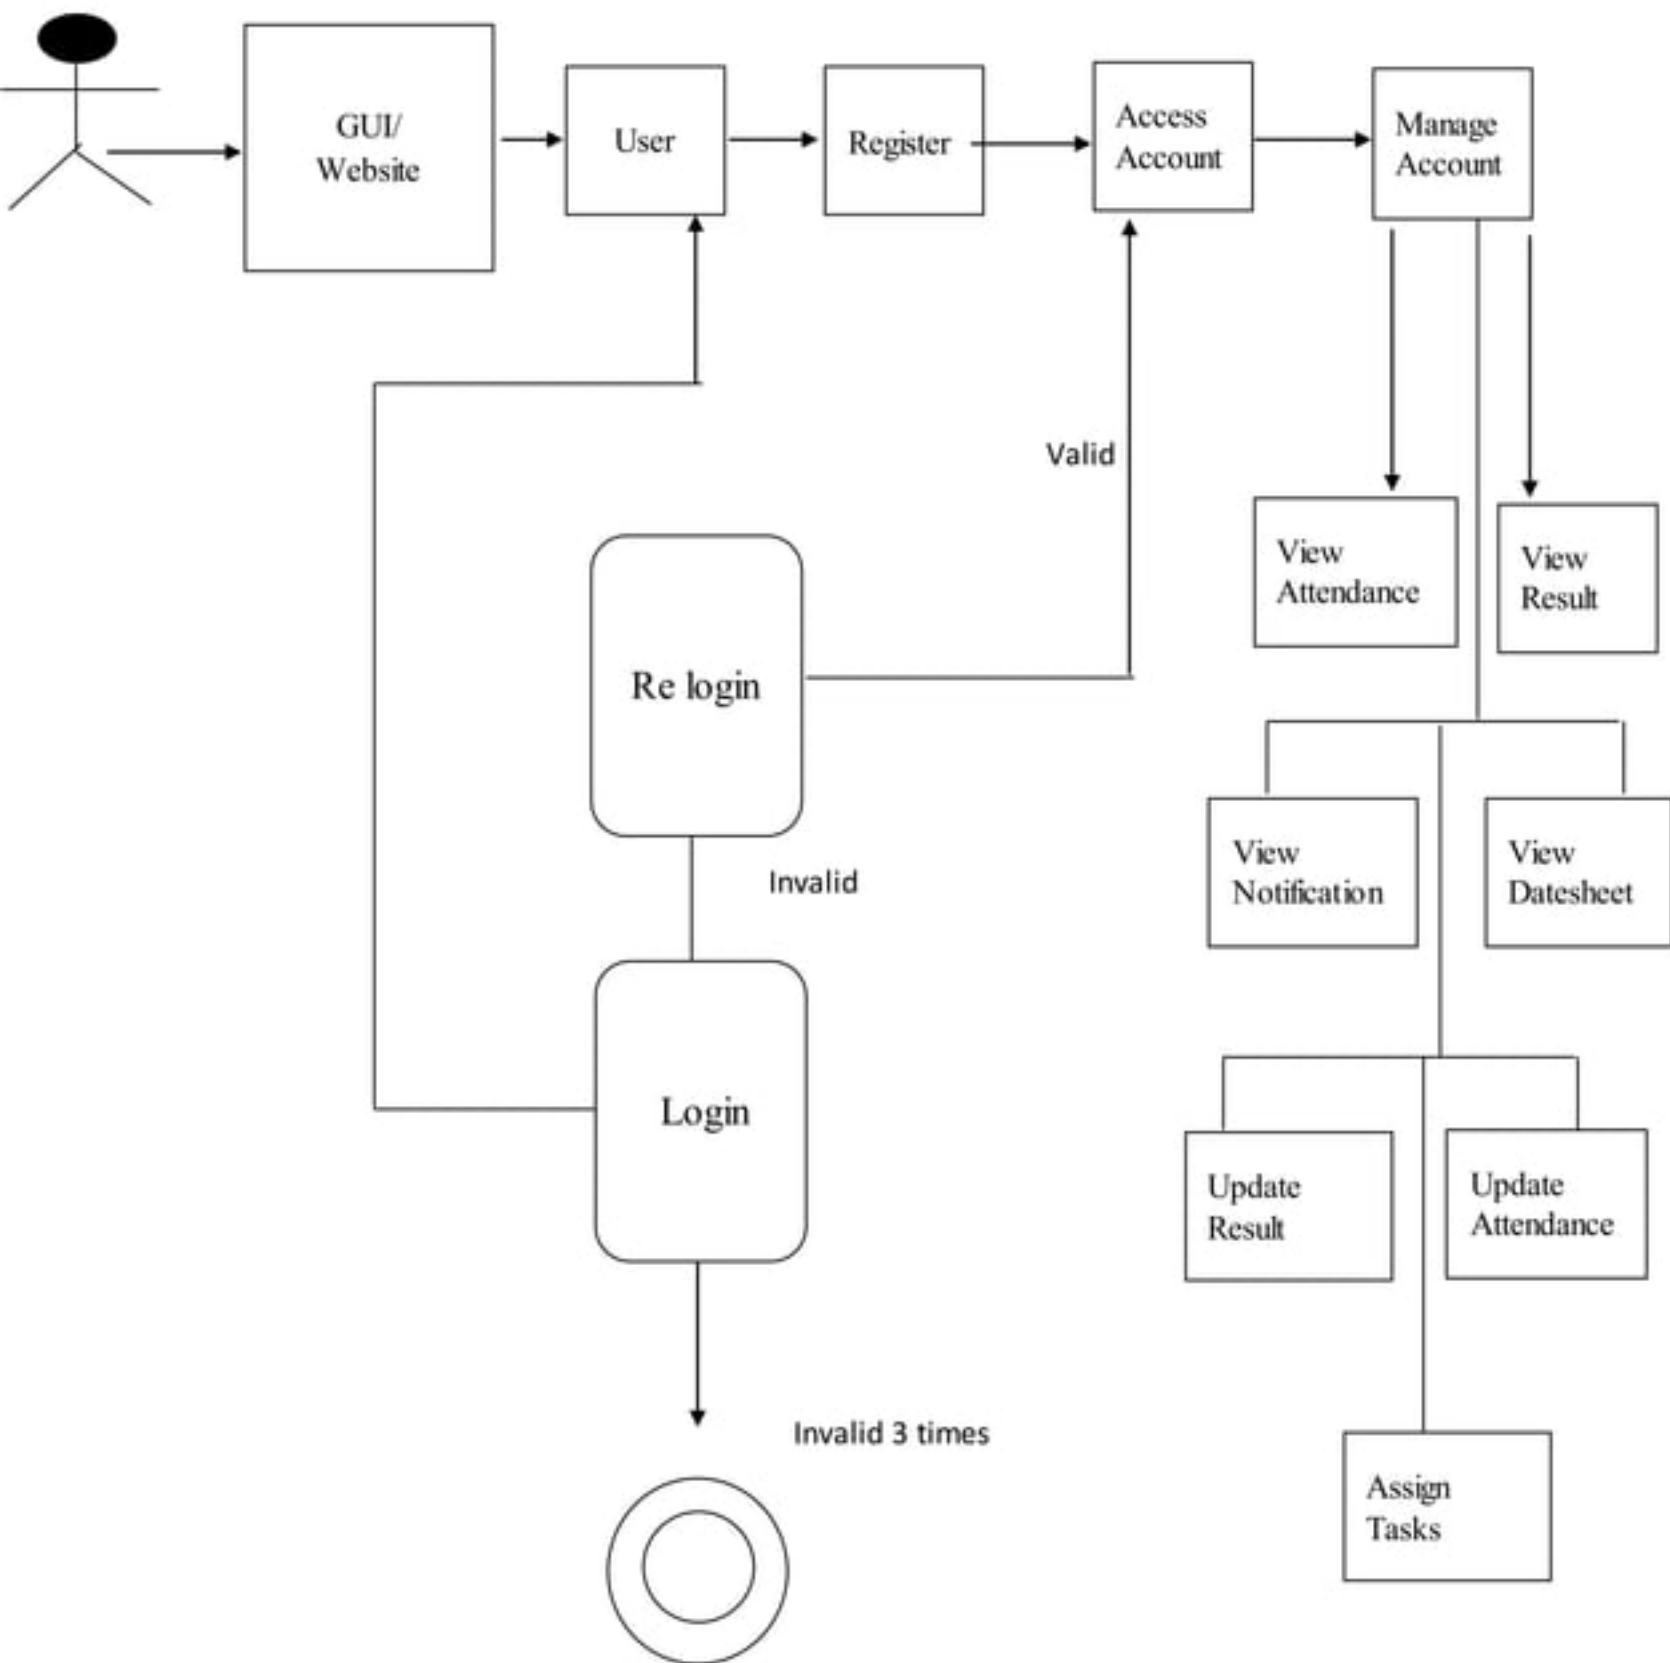 GUI/
Website
User
Register
Access
Account
Manage
Account
Valid
View
Attendance
View
Result
Re login
Invalid
View
Notification
View
Datesheet
Login
Update
Result
Update
Attendance
Invalid 3 times
Assign
Tasks